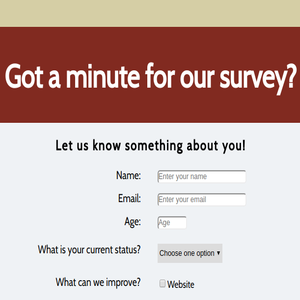 Got a minute for our survey?
Let us know something about you!
Name: Enter your name
Email: Enter your email
Age: Age
What is your current status? Choose one option
What can we improve? Website